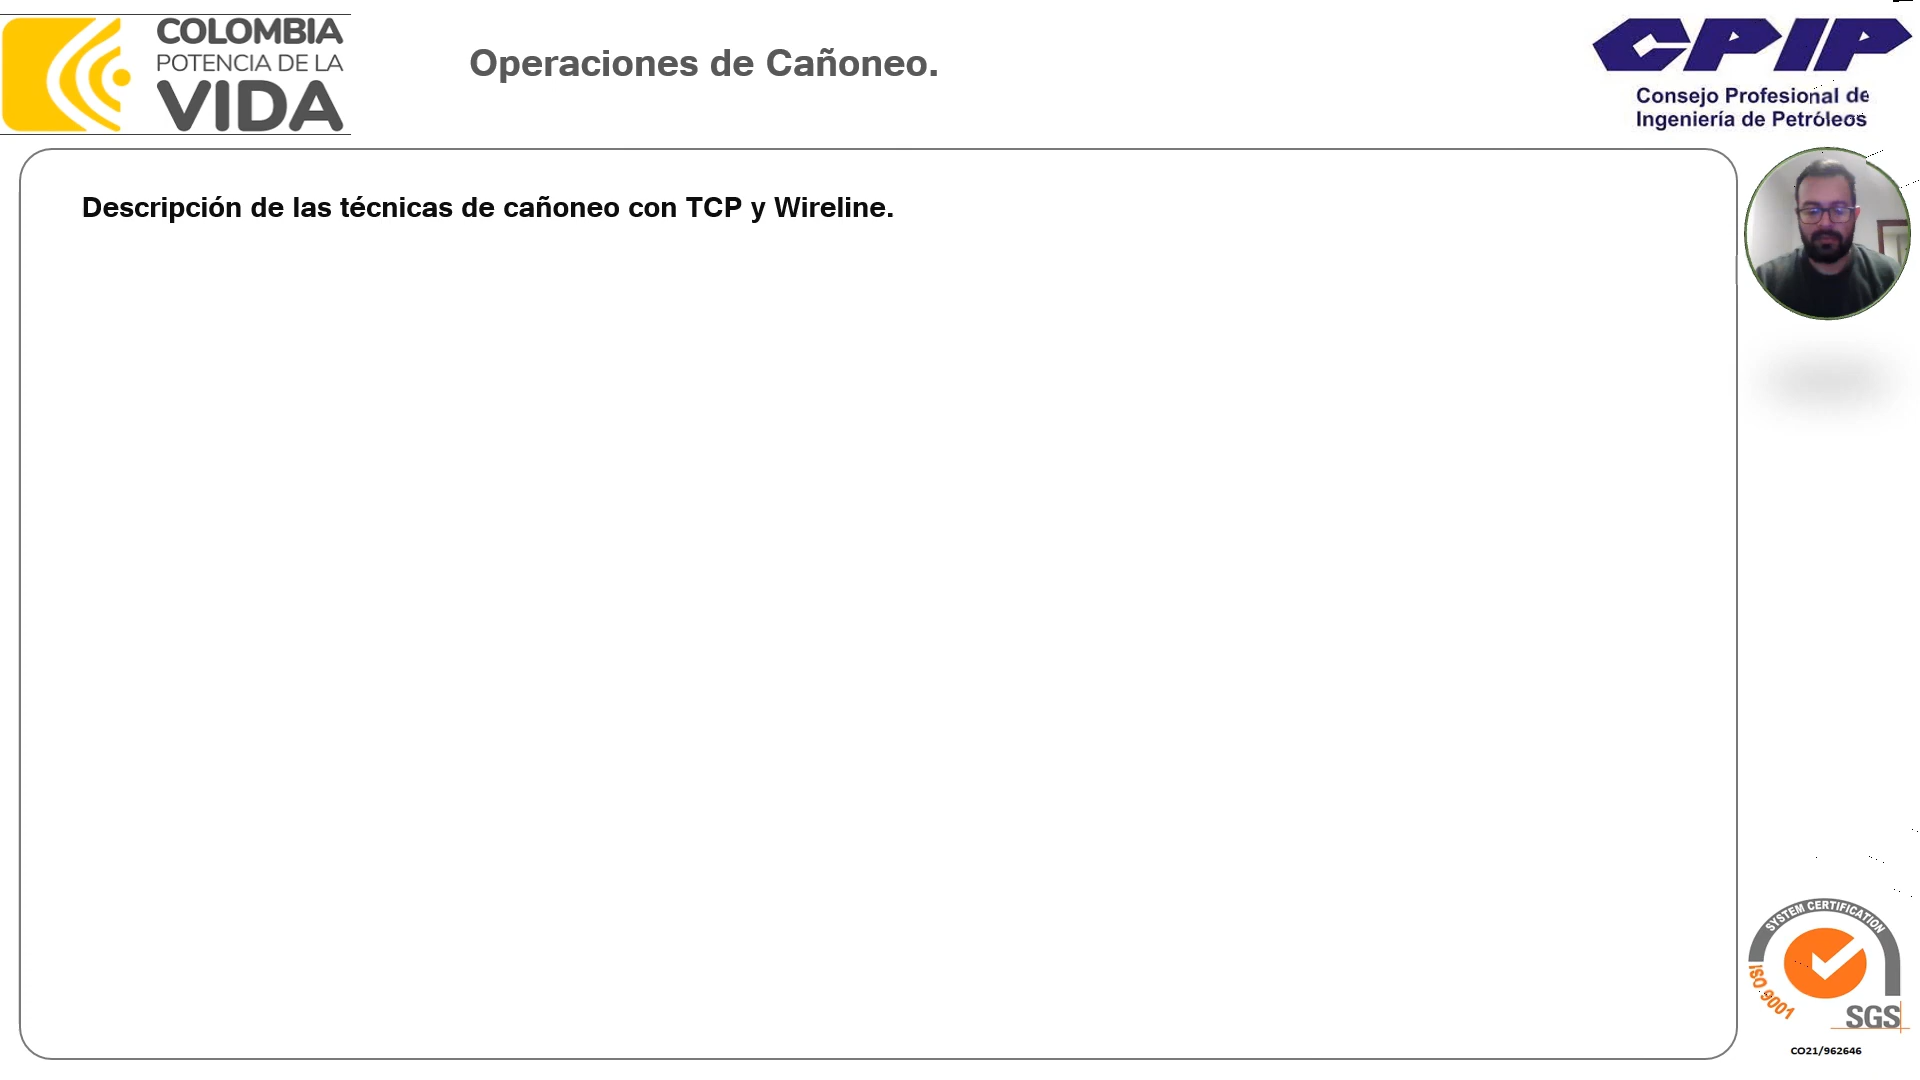 COLOMBIA
POTENCIA DE LA
VIDA
Operaciones de Cañoneo.
CPIP
Consejo Profesional de
Ingeniería de Petróleos
Descripción de las técnicas de cañoneo con TCP y Wireline.
SYSTEM CERTIFICATION
ISO 9001
SGS
CO21/962646